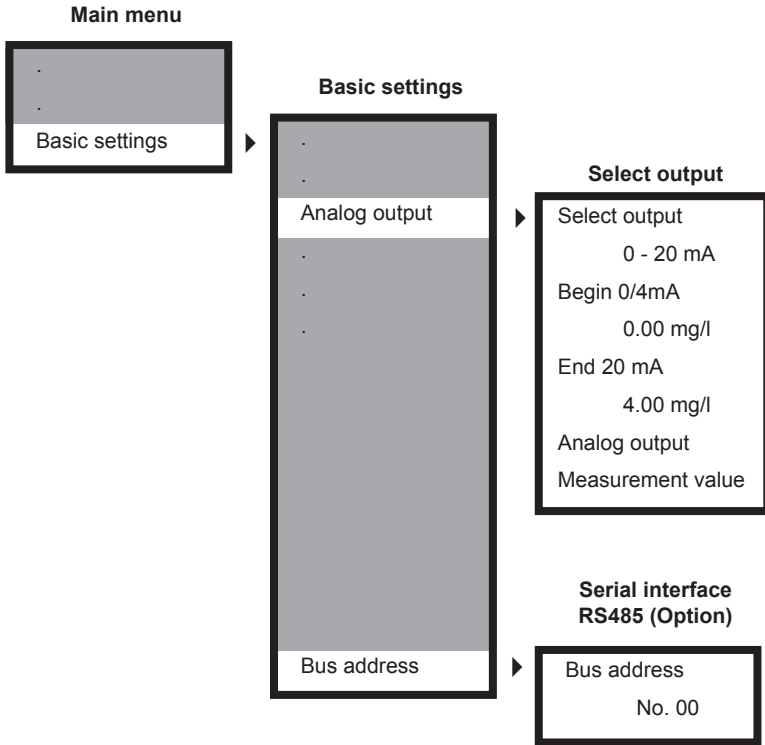 Main menu
.
.
Basic settings
Basic settings
.
.
Analog output
.
.
.
Bus address
Select output
Select output
0 - 20 mA
Begin 0/4mA
0.00 mg/l
End 20 mA
4.00 mg/l
Analog output
Measurement value
Serial interface
RS485 (Option)
Bus address
No. 00